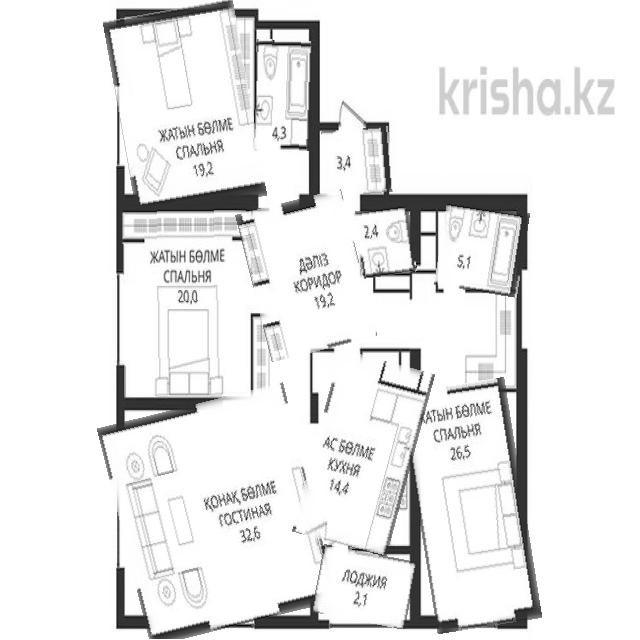 krisha.kz
ЖАТЫН БӨЛМЕ
СПАЛЬНЯ
19,2
4,3
3,4
2,4
5,1
ЖАТЫН БӨЛМЕ
СПАЛЬНЯ
20,0
ДӘЛІЗ
КОРИДОР
19,2
ЖАТЫН БӨЛМЕ
СПАЛЬНЯ
26,5
АС БӨЛМЕ
КУХНЯ
14,4
ҚОНАҚ БӨЛМЕ
ГОСТИНАЯ
32,6
ЛОДЖИЯ
2,1